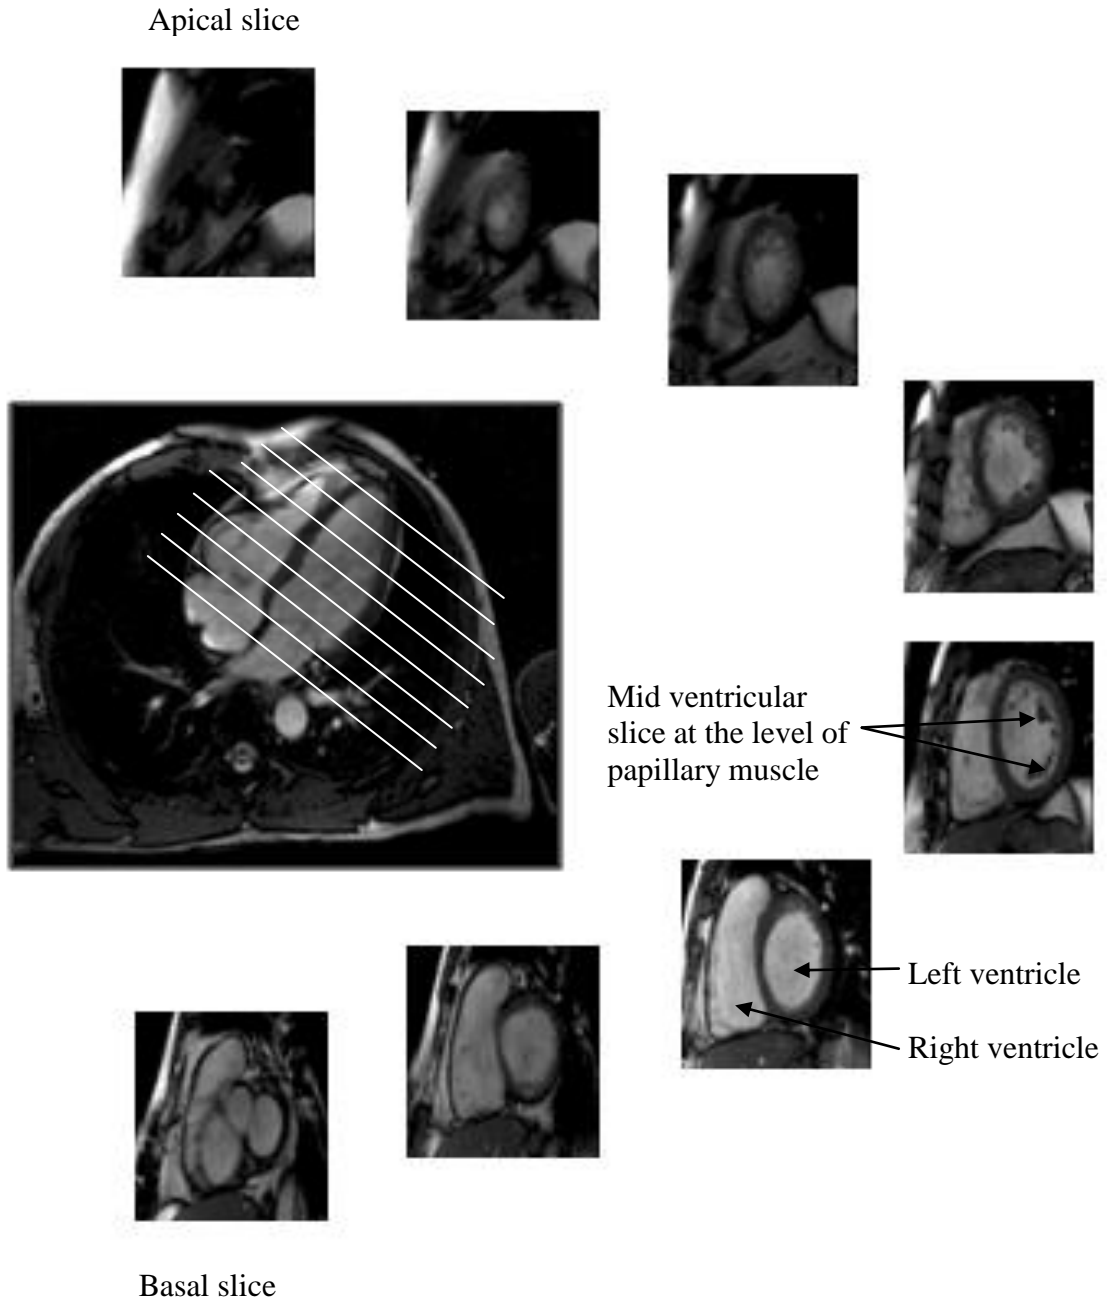 Apical slice
Mid ventricular
slice at the level of
papillary muscle
Left ventricle
Right ventricle
Basal slice